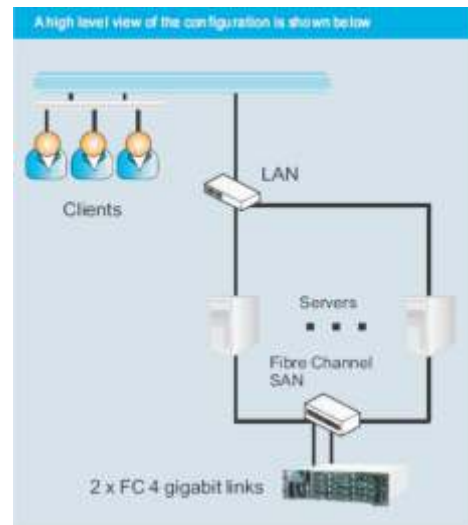 A high level view of the configuration is shown below
LAN
Clients
Servers
Fibre Channel
SAN
2 x FC 4 gigabit links